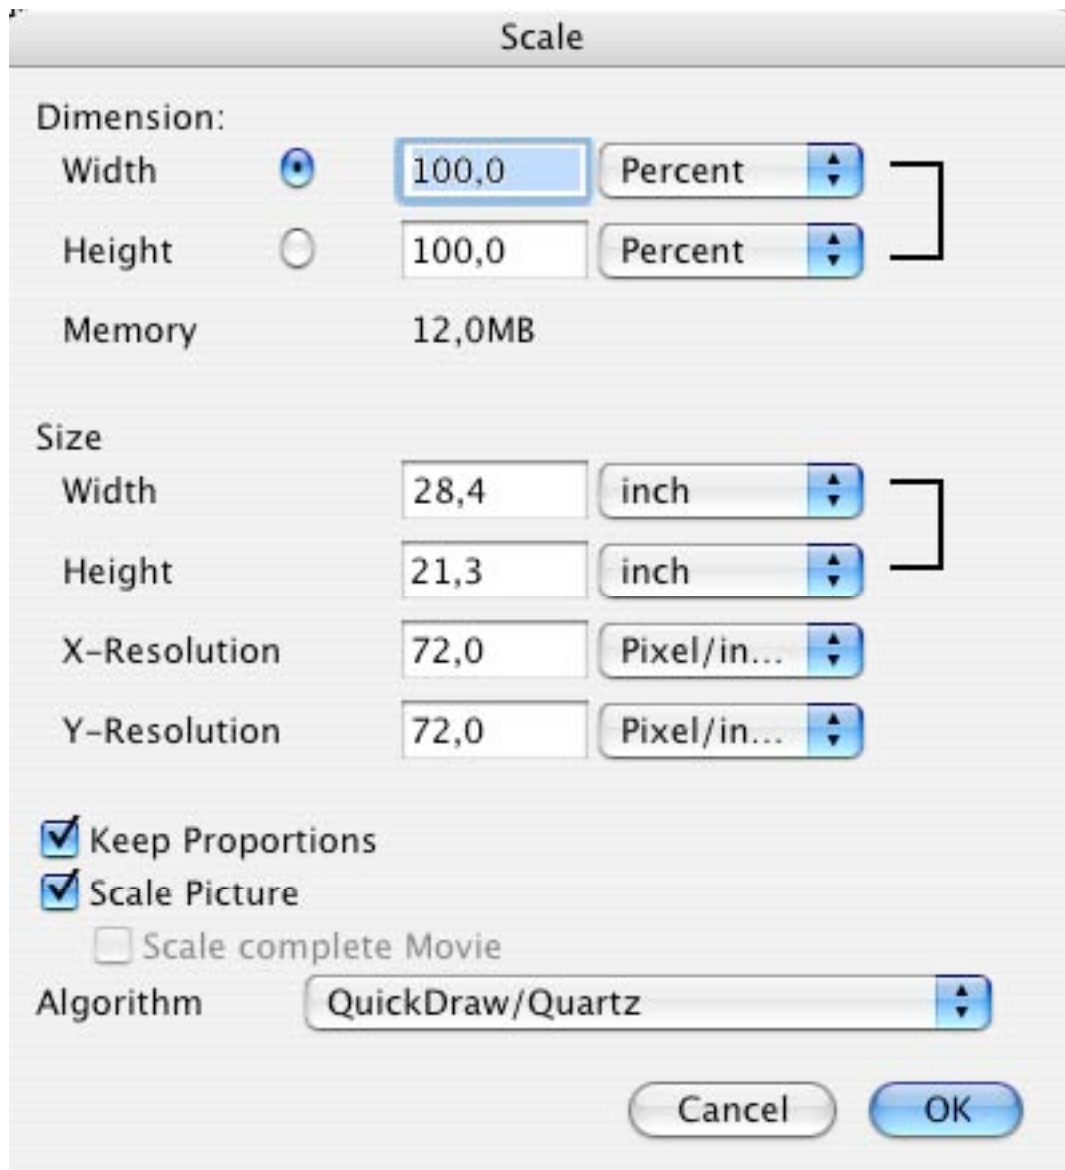 Scale
Dimension:
Width 100,0 Percent
Height 100,0 Percent
Memory 12,0MB
Size
Width 28,4 inch
Height 21,3 inch
X-Resolution 72,0 Pixel/in...
Y-Resolution 72,0 Pixel/in...
Keep Proportions
Scale Picture
Scale complete Movie
Algorithm QuickDraw/Quartz
Cancel OK